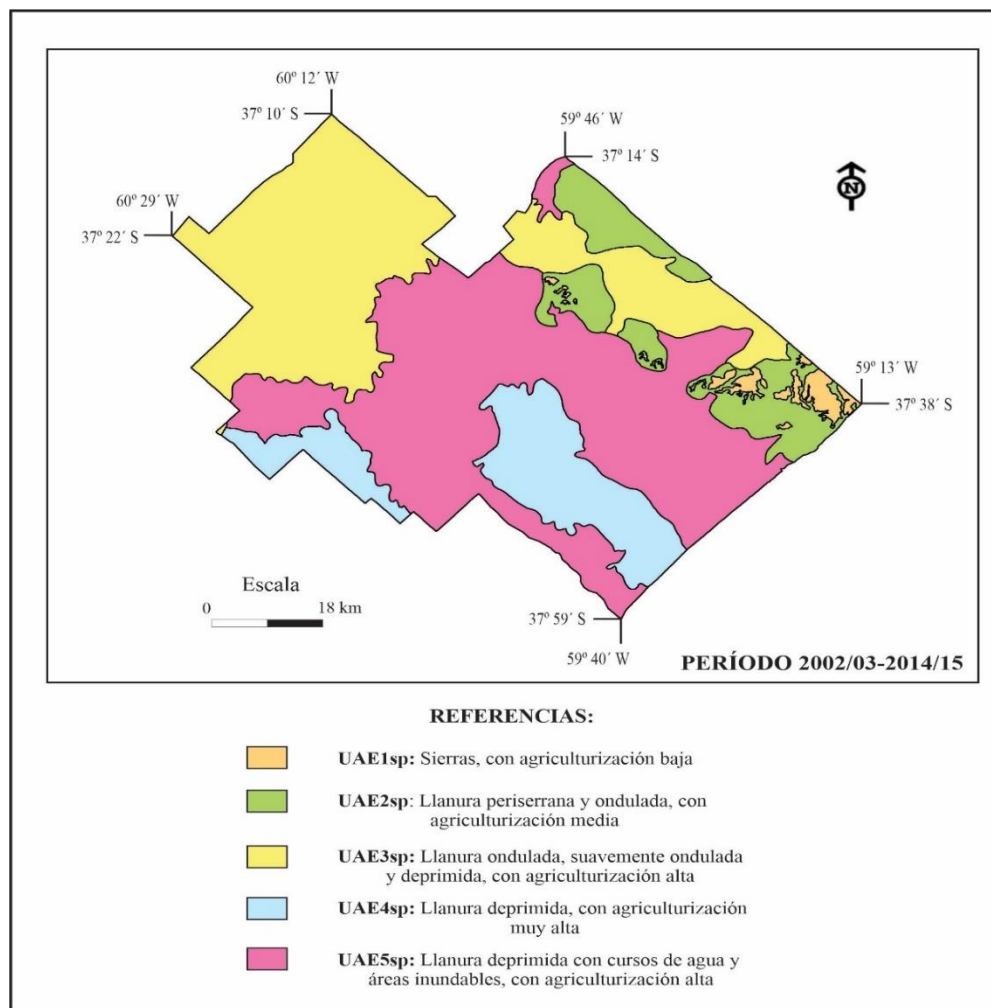 60º 12´ W
37º 10´ S
59º 46´ W
37º 14´ S
60º 29´ W
37º 22´ S
N
59º 13´ W
37º 38´ S
Escala
0 18 km
37º 59´ S
59º 40´ W
PERÍODO 2002/03-2014/15
REFERENCIAS:
UAE1sp: Sierras, con agriculturización baja
UAE2sp: Llanura periserrana y ondulada, con
agriculturización media
UAE3sp: Llanura ondulada, suavemente ondulada
y deprimida, con agriculturización alta
UAE4sp: Llanura deprimida, con agriculturización
muy alta
UAE5sp: Llanura deprimida con cursos de agua y
áreas inundables, con agriculturización alta